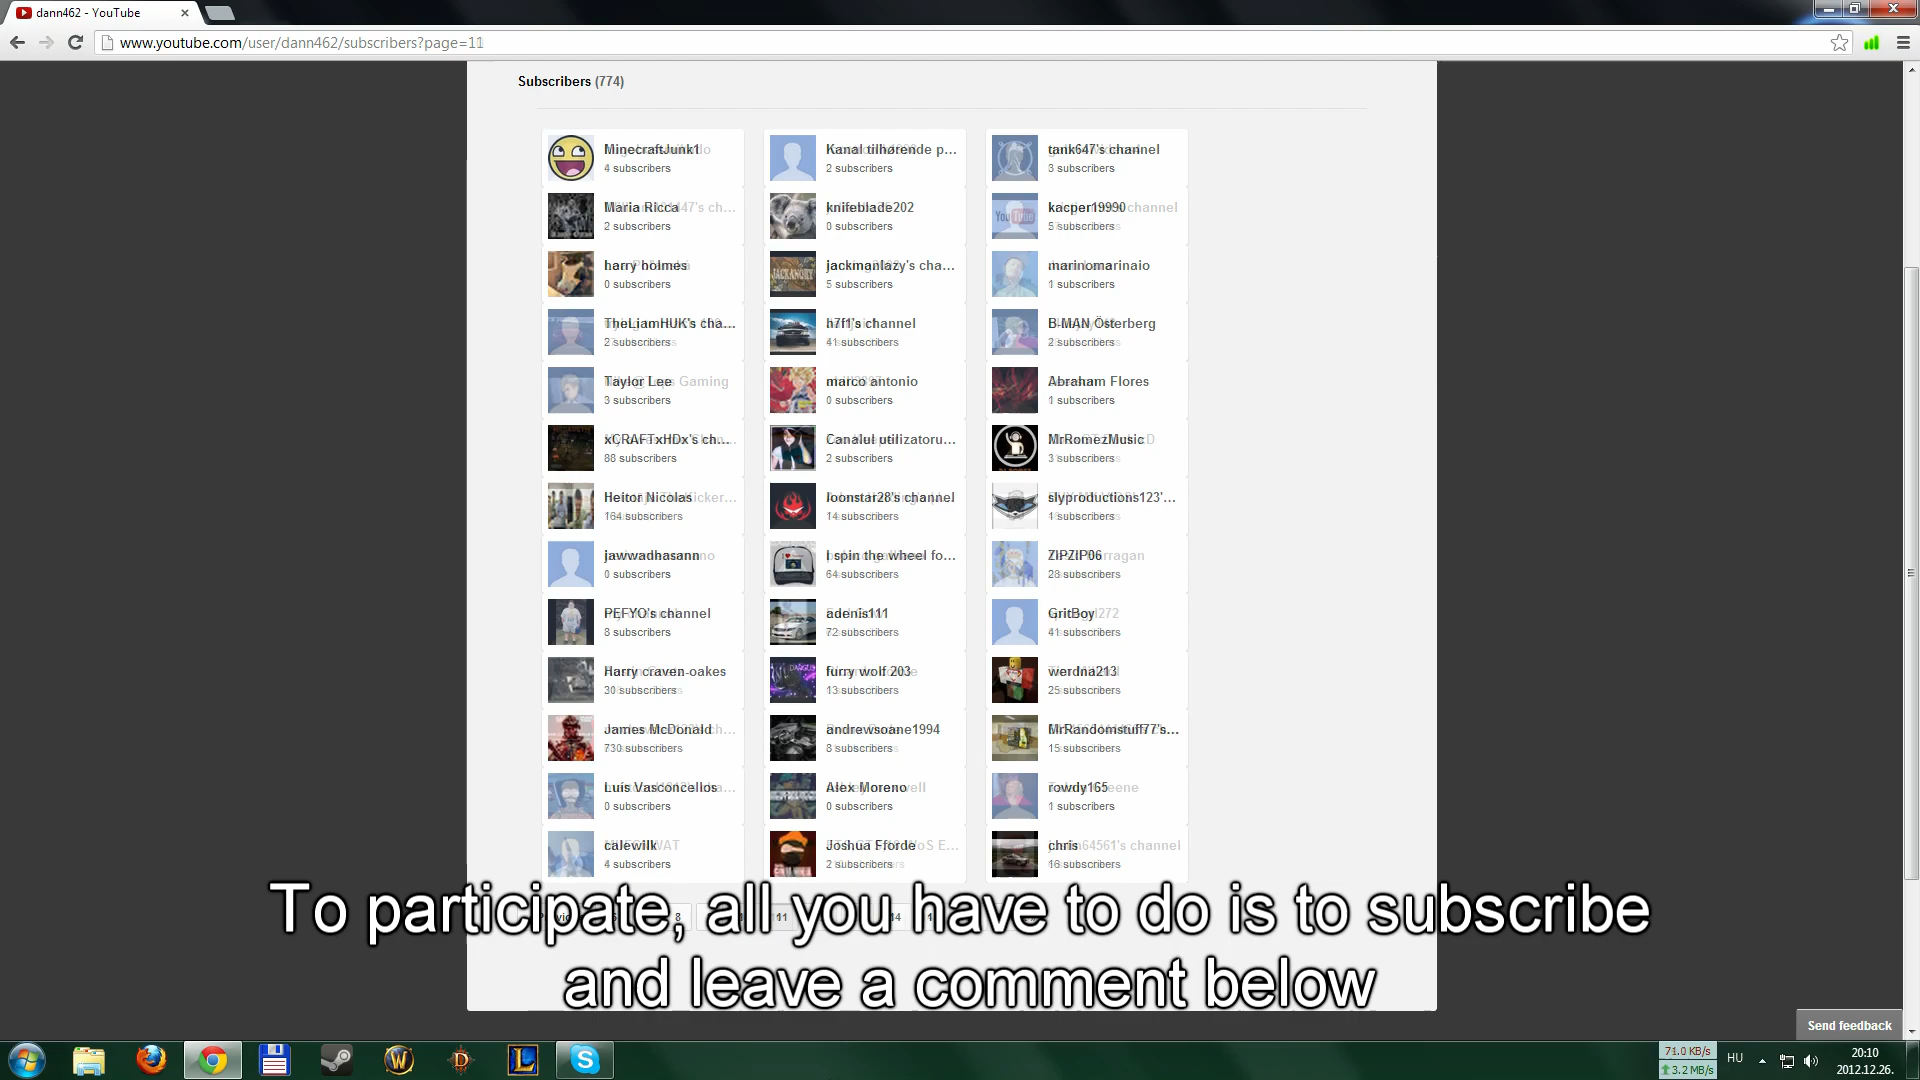 dann462 - YouTube
www.youtube.com/user/dann462/subscribers?page=11
Subscribers (774)
MinecraftJunk1
4 subscribers
Kanal tilhørende p...
2 subscribers
tank647's channel
3 subscribers
Maria Ricca
2 subscribers
knifeblade202
0 subscribers
kacper19990
5 subscribers
harry holmes
0 subscribers
jackmanlazy's cha...
5 subscribers
marinomarinaio
1 subscribers
TheLiamHUK's cha...
2 subscribers
h7f1's channel
41 subscribers
B-MAN Österberg
2 subscribers
Taylor Lee
3 subscribers
marco antonio
0 subscribers
Abraham Flores
1 subscribers
xCRAFTxHDx's ch...
88 subscribers
Canalul utilizatoru...
2 subscribers
MrRomezMusic
3 subscribers
Heitor Nicolas
164 subscribers
Joonstar28's channel
14 subscribers
slyproductions123'...
1 subscribers
jawwadhasann
0 subscribers
I spin the wheel fo...
64 subscribers
ZIPZIP06
28 subscribers
PEFYO's channel
8 subscribers
adenis111
72 subscribers
GritBoy
41 subscribers
Harry craven-oakes
30 subscribers
furry wolf 203
13 subscribers
werdna213
25 subscribers
James McDonald
730 subscribers
andrewsoane1994
8 subscribers
MrRandomstuff77's...
15 subscribers
Luís Vasconcellos
0 subscribers
Alex Moreno
0 subscribers
rawdy165
1 subscribers
calewilk
4 subscribers
Joshua Fforde
2 subscribers
chris
16 subscribers
8 11 14
To participate, all you have to do is to subscribe
and leave a comment below
Send feedback
71.0 KB/s
3.2 MB/s
HU
20:10
2012.12.26.